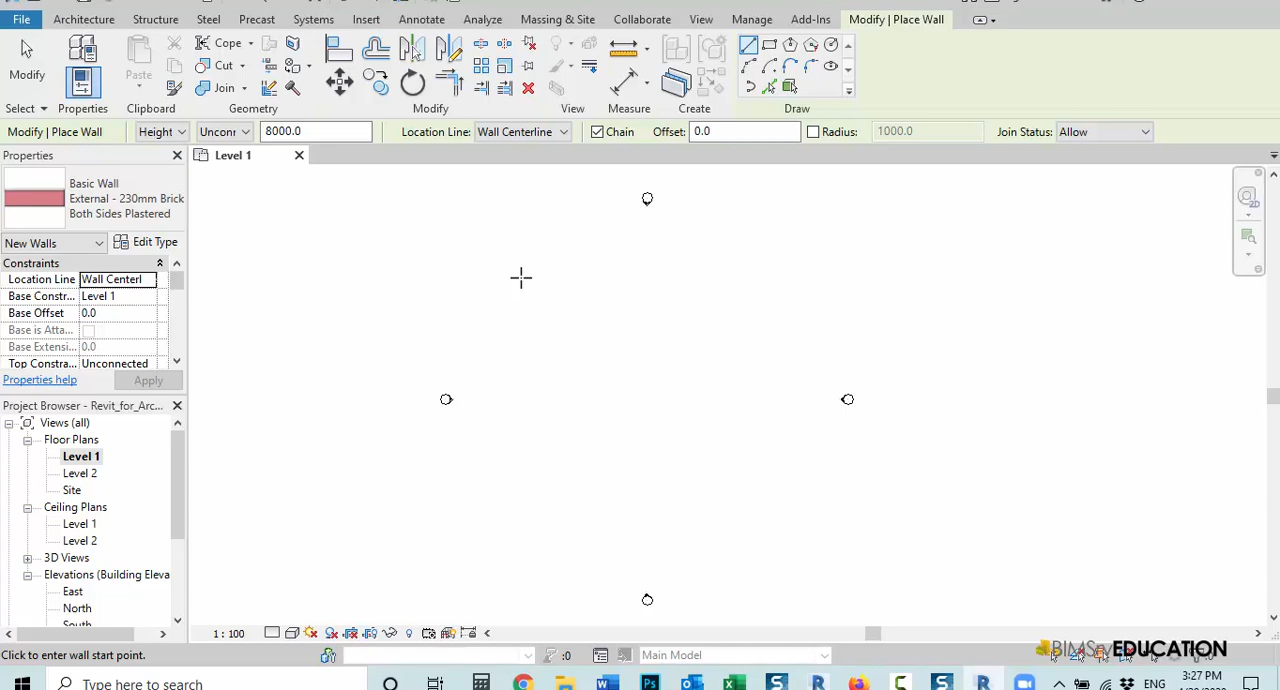 File Architecture Structure Steel Precast Systems Insert Annotate Analyze Massing & Site Collaborate View Manage Add-Ins Modify | Place Wall
Modify Paste Cope Cut Join
Select Properties Clipboard Geometry Modify View Measure Create Draw
Modify | Place Wall Height Unconr 8000.0 Location Line: Wall Centerline Chain Offset: 0.0 Radius: 1000.0 Join Status: Allow
Properties
Level 1
Basic Wall
External - 230mm Brick
Both Sides Plastered
New Walls Edit Type
Constraints
Location Line Wall Centerl
Base Constr... Level 1
Base Offset 0.0
Base is Atta...
Base Extensi... 0.0
Top Constra... Unconnected
Properties help Apply
Project Browser - Revit_for_Arc...
Views (all)
Floor Plans
Level 1
Level 2
Site
Ceiling Plans
Level 1
Level 2
3D Views
Elevations (Building Eleva
East
North
South
1 : 100
Click to enter wall start point. :0 Main Model :0
EDUCATION
Type here to search ENG 3:27 PM